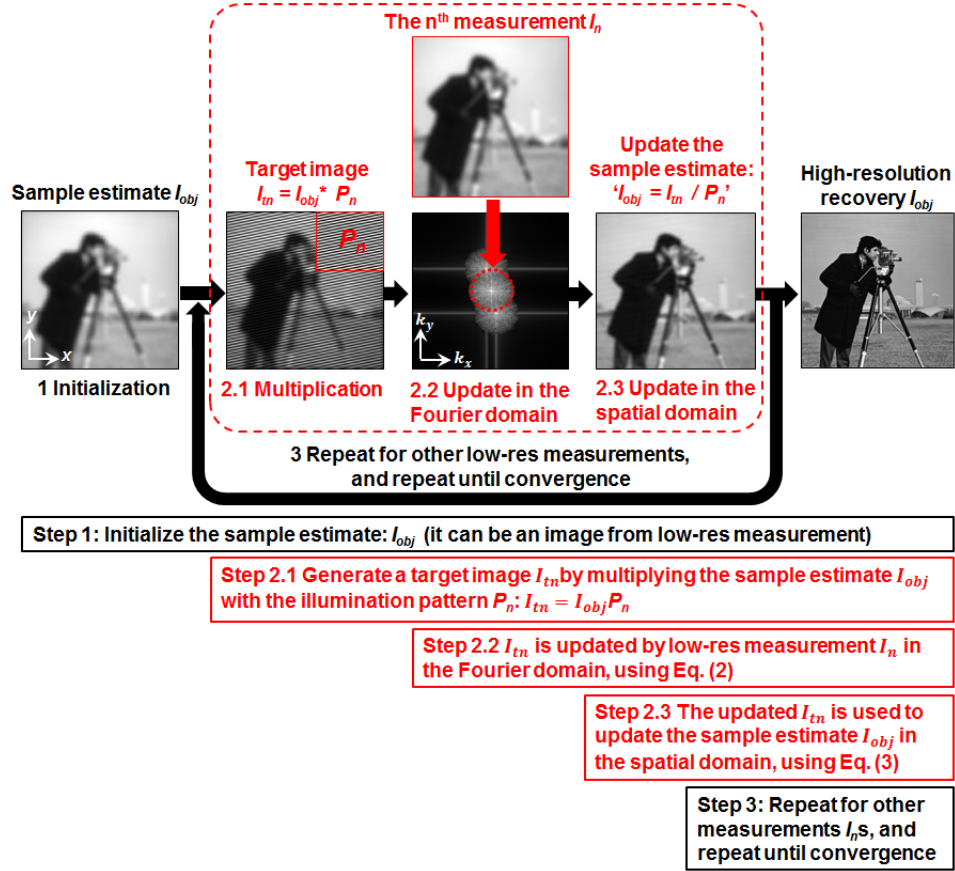 The nth measurement In
Target image
Itn = Iobj* Pn
Update the
sample estimate:
‘Iobj = Itn / Pn’
Sample estimate Iobj
High-resolution
recovery Iobj
Pn
y
x
ky
kx
1 Initialization
2.1 Multiplication
2.2 Update in the
Fourier domain
2.3 Update in the
spatial domain
3 Repeat for other low-res measurements,
and repeat until convergence
Step 1: Initialize the sample estimate: Iobj (it can be an image from low-res measurement)
Step 2.1 Generate a target image Itn by multiplying the sample estimate Iobj
with the illumination pattern Pn: Itn = IobjPn
Step 2.2 Itn is updated by low-res measurement In in
the Fourier domain, using Eq. (2)
Step 2.3 The updated Itn is used to
update the sample estimate Iobj in
the spatial domain, using Eq. (3)
Step 3: Repeat for other
measurements Ins, and
repeat until convergence